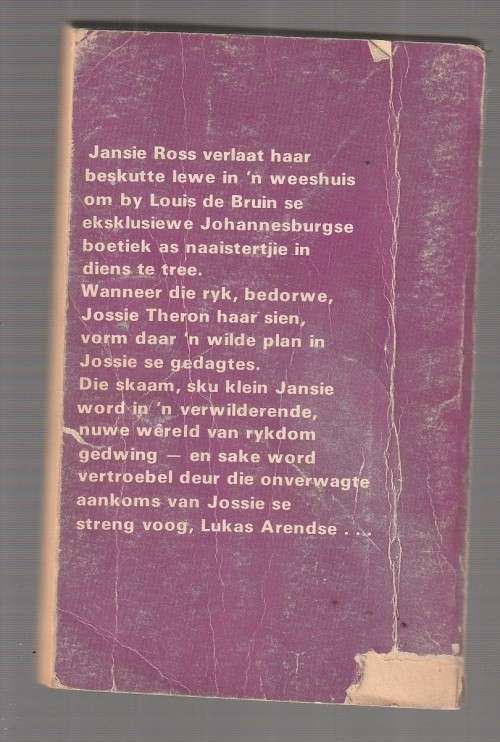 Jansie Ross verlaat haar
beskutte lewe in 'n weeshuis
om by Louis de Bruin se
eksklusiewe Johannesburgse
boetiek as naaistertjie in
diens te tree.
Wanneer die ryk, bedorwe,
Jossie Theron haar sien,
vorm daar 'n wilde plan in
Jossie se gedagtes.
Die skaam, sku klein Jansie
word in 'n verwilderende,
nuwe wêreld van rykdom
gedwing — en sake word
vertroebel deur die onverwagte
aankoms van Jossie se
streng voog, Lukas Arendse . . .